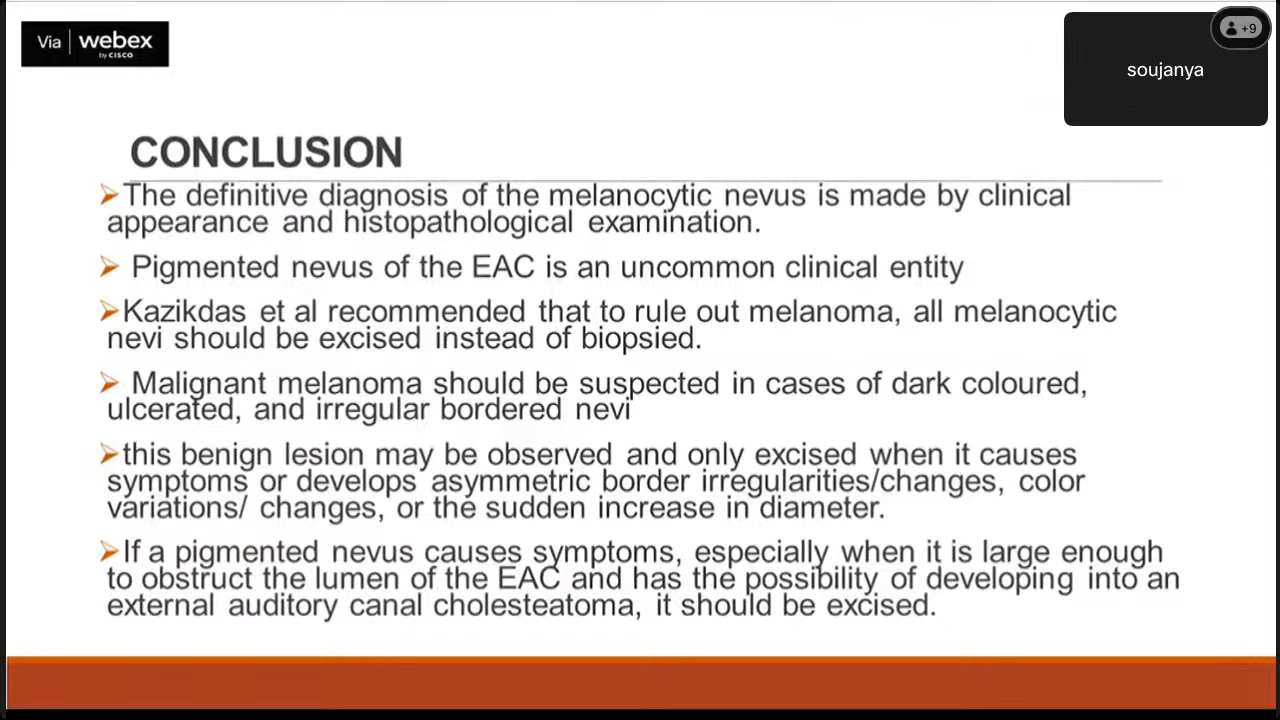 Via webex
by CISCO
+9
soujanya
CONCLUSION
➢The definitive diagnosis of the melanocytic nevus is made by clinical
appearance and histopathological examination.
➢ Pigmented nevus of the EAC is an uncommon clinical entity
➢Kazikdas et al recommended that to rule out melanoma, all melanocytic
nevi should be excised instead of biopsied.
➢ Malignant melanoma should be suspected in cases of dark coloured,
ulcerated, and irregular bordered nevi
➢this benign lesion may be observed and only excised when it causes
symptoms or develops asymmetric border irregularities/changes, color
variations/ changes, or the sudden increase in diameter.
➢If a pigmented nevus causes symptoms, especially when it is large enough
to obstruct the lumen of the EAC and has the possibility of developing into an
external auditory canal cholesteatoma, it should be excised.